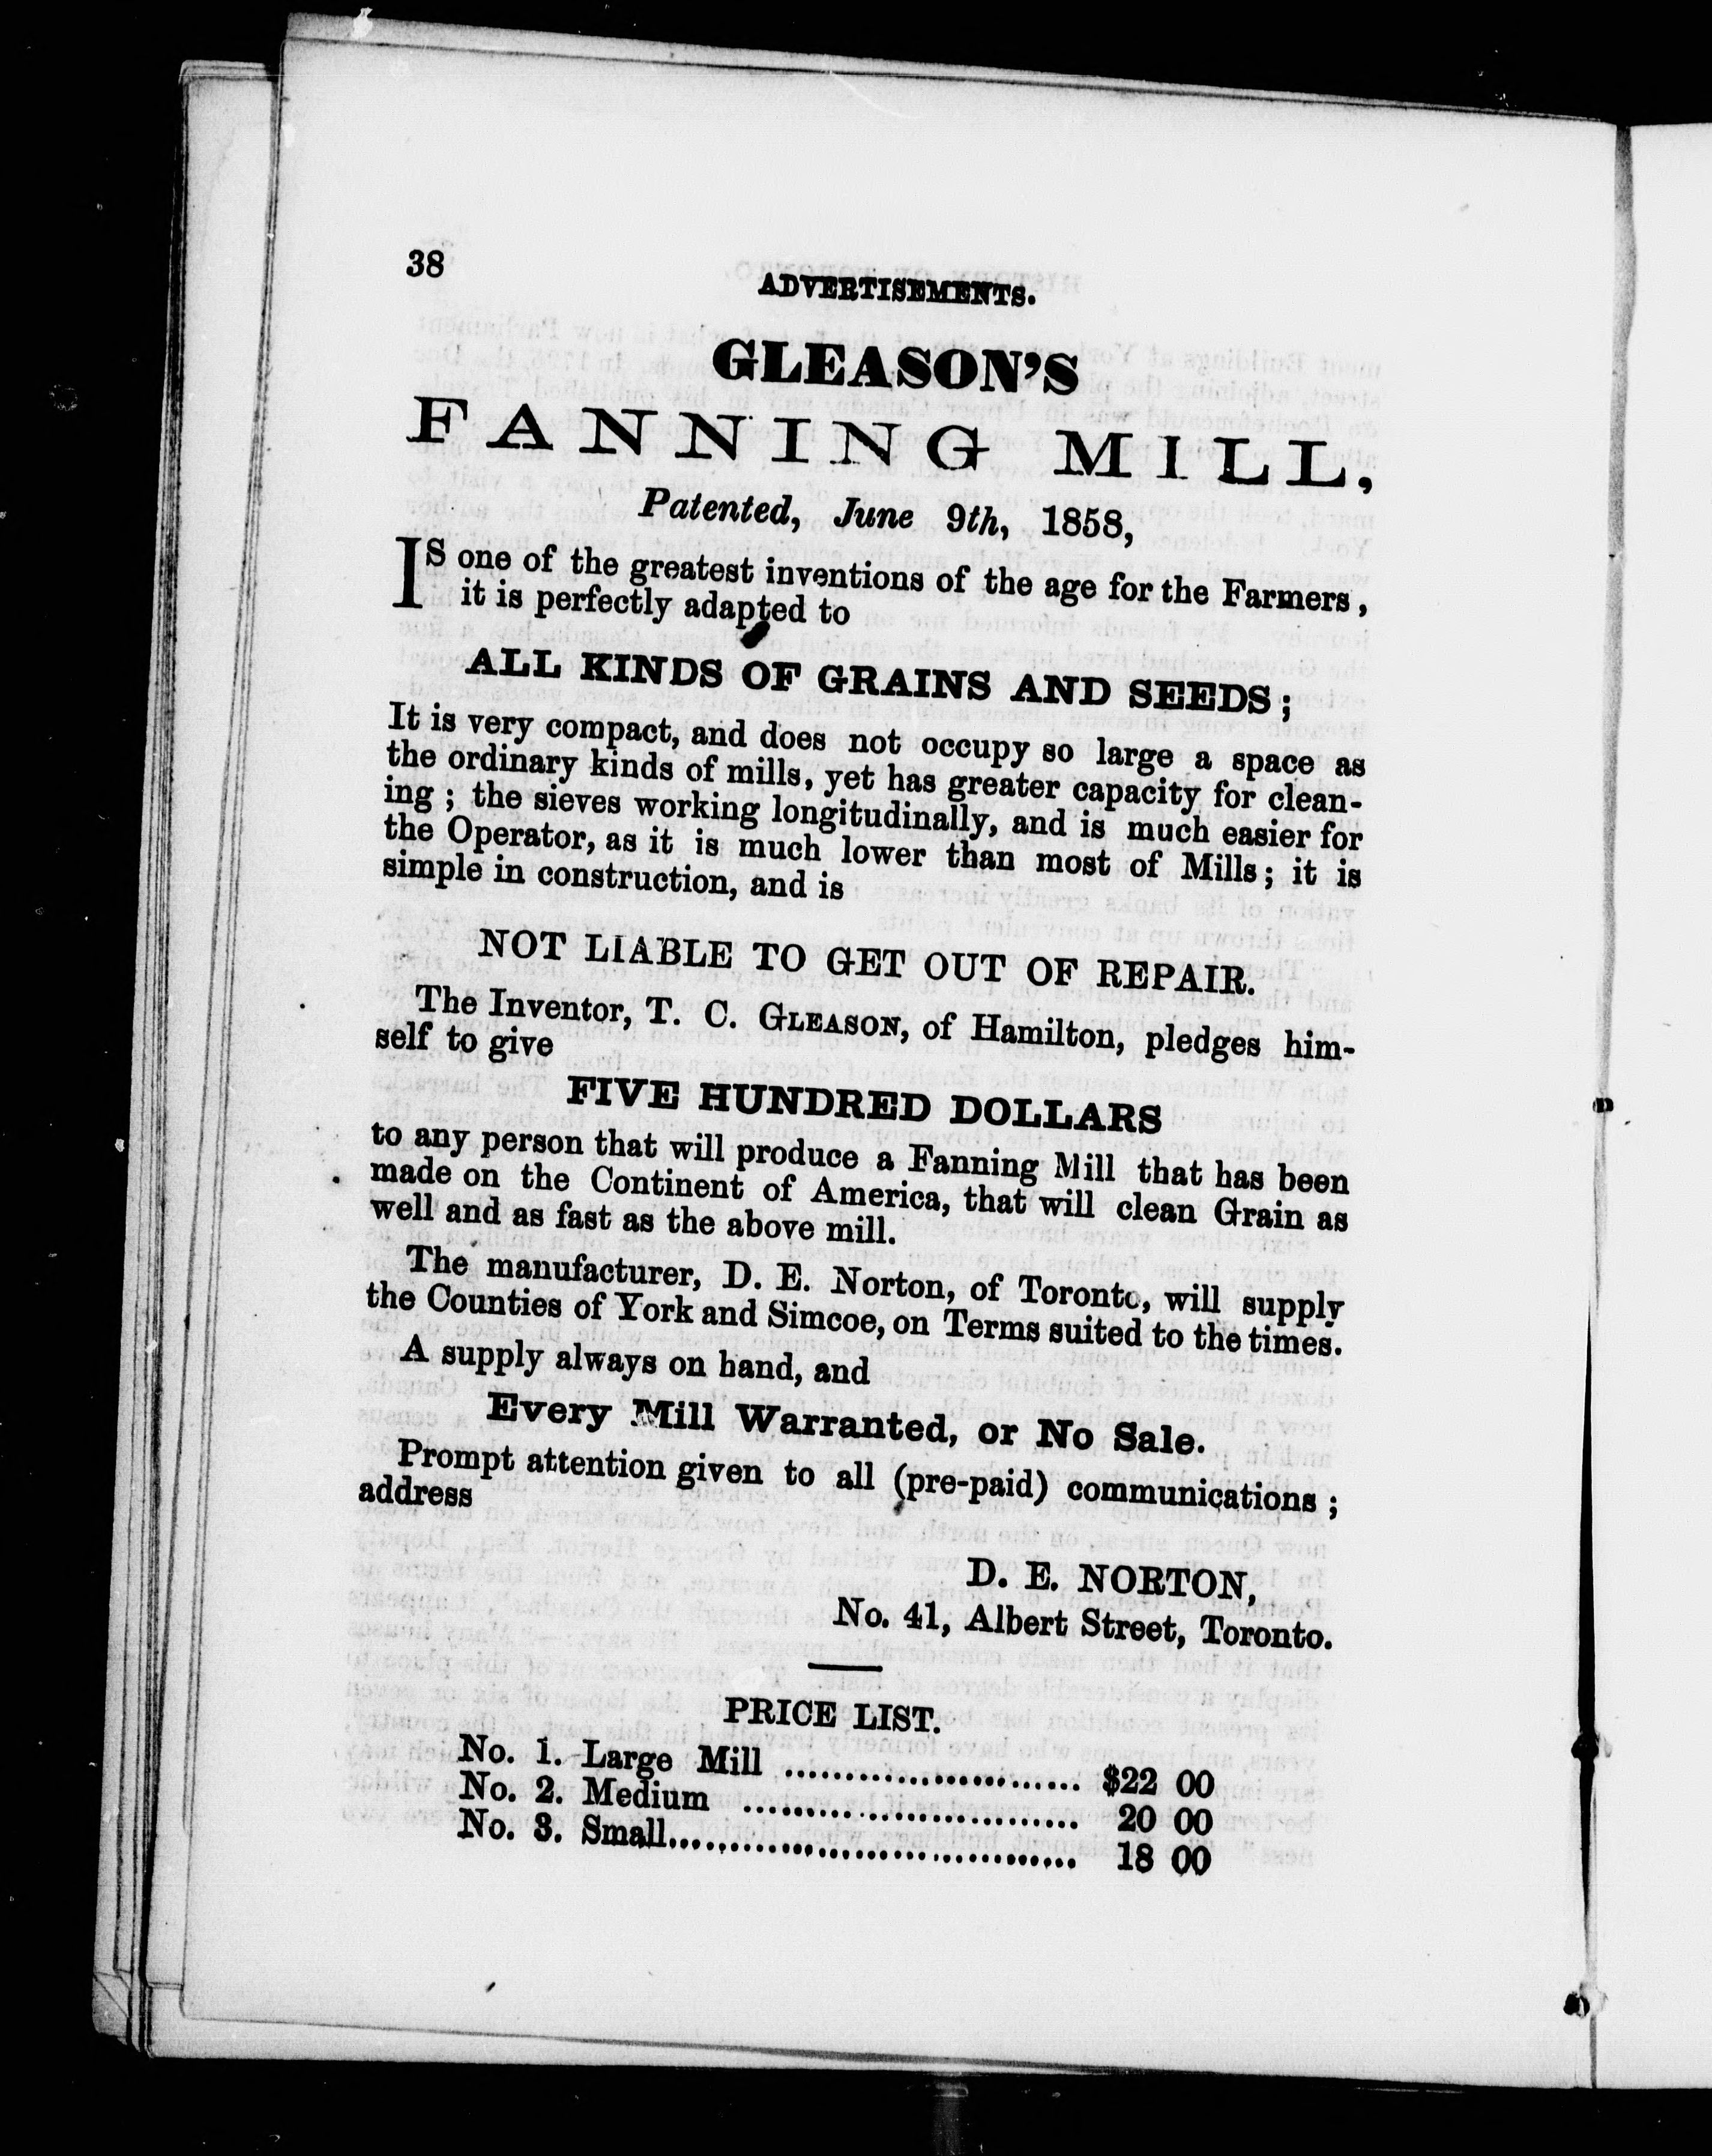 38
ADVERTISEMENTS.
GLEASON'S
FANNING MILL,
Patented, June 9th, 1858,
IS one of the greatest inventions of the age for the Farmers,
it is perfectly adapted to
ALL KINDS OF GRAINS AND SEEDS;
It is very compact, and does not occupy so large a space as
the ordinary kinds of mills, yet has greater capacity for clean-
ing; the sieves working longitudinally, and is much easier for
the Operator, as it is much lower than most of Mills; it is
simple in construction, and is
NOT LIABLE TO GET OUT OF REPAIR.
The Inventor, T. C. GLEASON, of Hamilton, pledges him-
self to give
FIVE HUNDRED DOLLARS
to any person that will produce a Fanning Mill that has been
made on the Continent of America, that will clean Grain as
well and as fast as the above mill.
The manufacturer, D. E. Norton, of Toronto, will supply
the Counties of York and Simcoe, on Terms suited to the times.
A supply always on hand, and
Every Mill Warranted, or No Sale.
Prompt attention given to all (pre-paid) communications;
address
D. E. NORTON,
No. 41, Albert Street, Toronto.
PRICE LIST.
No. 1. Large Mill .......................... $22 00
No. 2. Medium .............................. 20 00
No. 3. Small.................................... 18 00